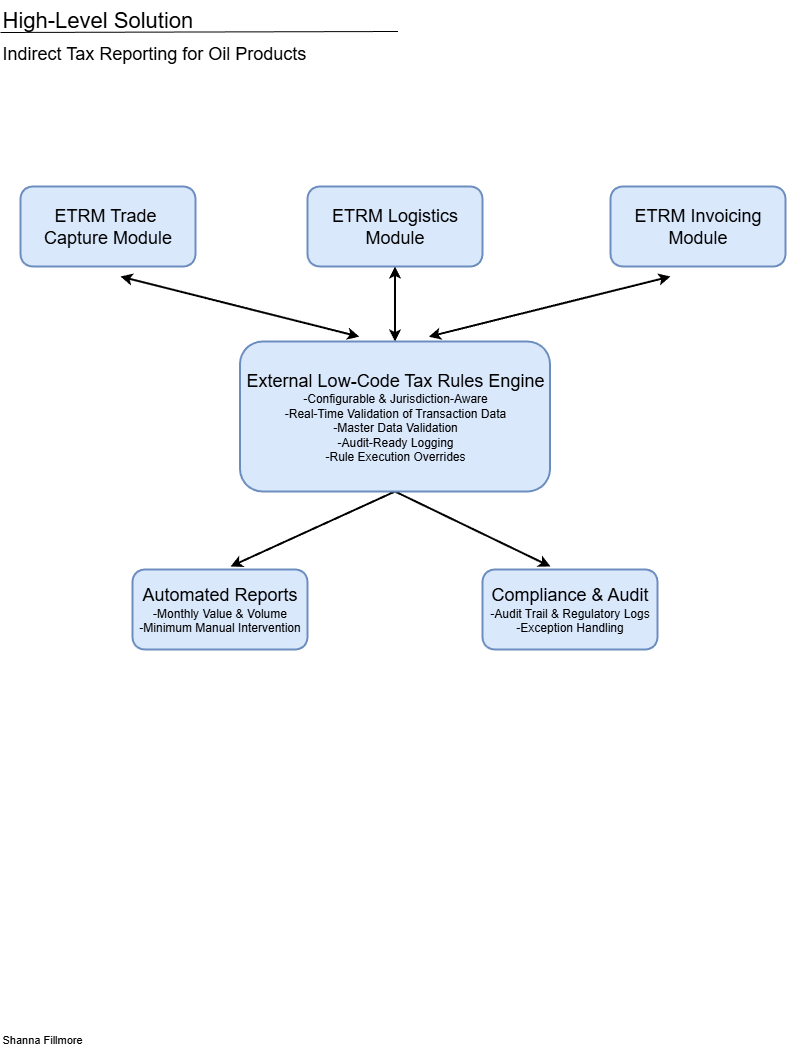 High-Level Solution
Indirect Tax Reporting for Oil Products
ETRM Trade
Capture Module
ETRM Logistics
Module
ETRM Invoicing
Module
External Low-Code Tax Rules Engine
-Configurable & Jurisdiction-Aware
-Real-Time Validation of Transaction Data
-Master Data Validation
-Audit-Ready Logging
-Rule Execution Overrides
Automated Reports
-Monthly Value & Volume
-Minimum Manual Intervention
Compliance & Audit
-Audit Trail & Regulatory Logs
-Exception Handling
Shanna Fillmore